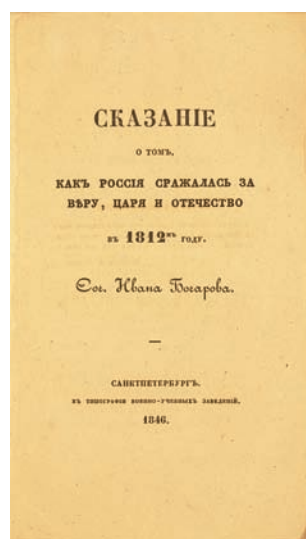 СКАЗАНІЕ
О ТОМЪ,
КАКЪ РОССІЯ СРАЖАЛАСЬ ЗА
ВѢРУ, ЦАРЯ И ОТЕЧЕСТВО
ВЪ 1812мъ ГОДУ.
Соч. Ивана Бочарова.
САНКТПЕТЕРБУРГЪ.
ВЪ ТИПОГРАФІИ ВОЕННО-УЧЕБНЫХЪ ЗАВЕДЕНІЙ.
1846.